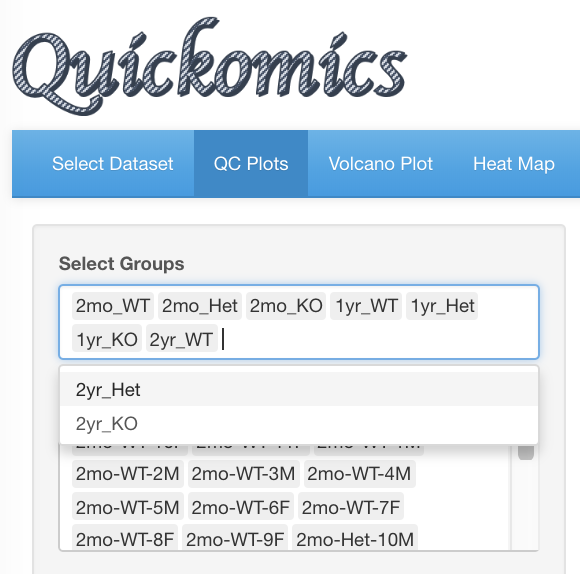 Quickomics
Select Dataset QC Plots Volcano Plot Heat Map
Select Groups
2mo_WT 2mo_Het 2mo_KO 1yr_WT 1yr_Het
1yr_KO 2yr_WT
2yr_Het
2yr_KO
2mo-WT-2M 2mo-WT-3M 2mo-WT-4M
2mo-WT-5M 2mo-WT-6F 2mo-WT-7F
2mo-WT-8F 2mo-WT-9F 2mo-Het-10M